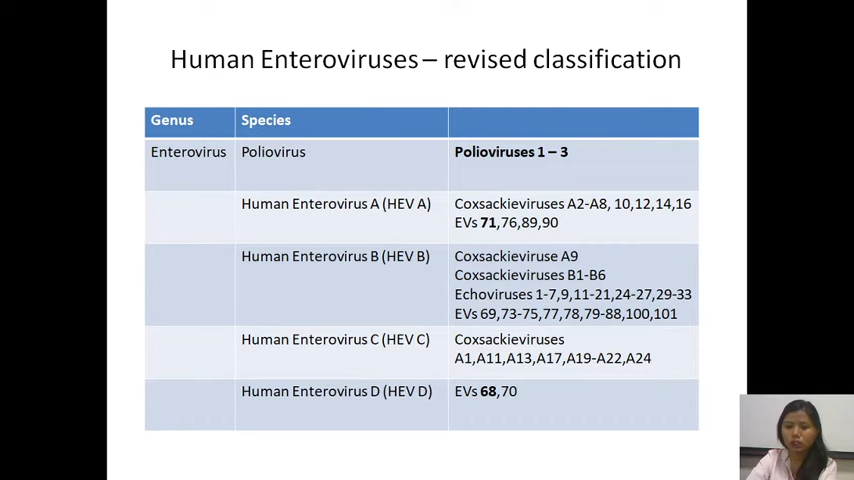 Human Enteroviruses – revised classification
Genus Species
Enterovirus Poliovirus Polioviruses 1 – 3
Human Enterovirus A (HEV A) Coxsackieviruses A2-A8, 10,12,14,16
EVs 71,76,89,90
Human Enterovirus B (HEV B) Coxsackieviruse A9
Coxsackieviruses B1-B6
Echoviruses 1-7,9,11-21,24-27,29-33
EVs 69,73-75,77,78,79-88,100,101
Human Enterovirus C (HEV C) Coxsackieviruses
A1,A11,A13,A17,A19-A22,A24
Human Enterovirus D (HEV D) EVs 68,70